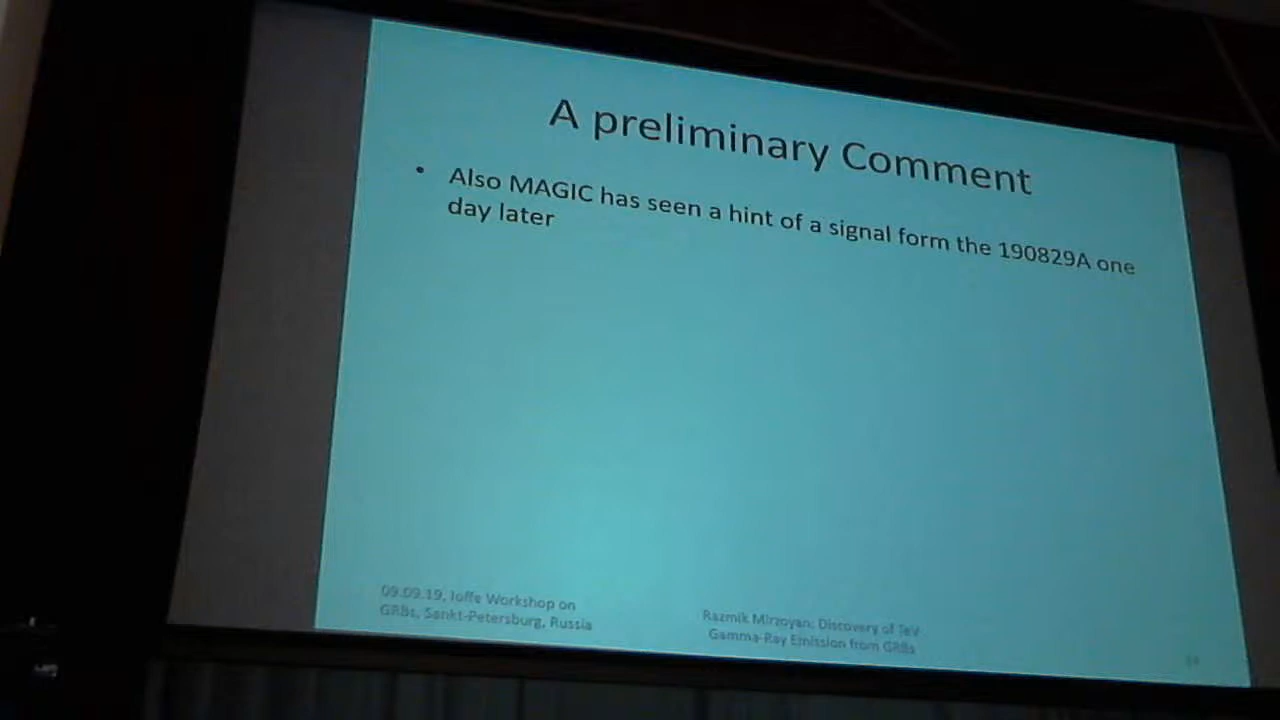 A preliminary Comment
• Also MAGIC has seen a hint of a signal form the 190829A one
day later
09.09.19, Ioffe Workshop on
GRBs, Sankt-Petersburg, Russia
Razmik Mirzoyan: Discovery of TeV
Gamma-Ray Emission from GRBs